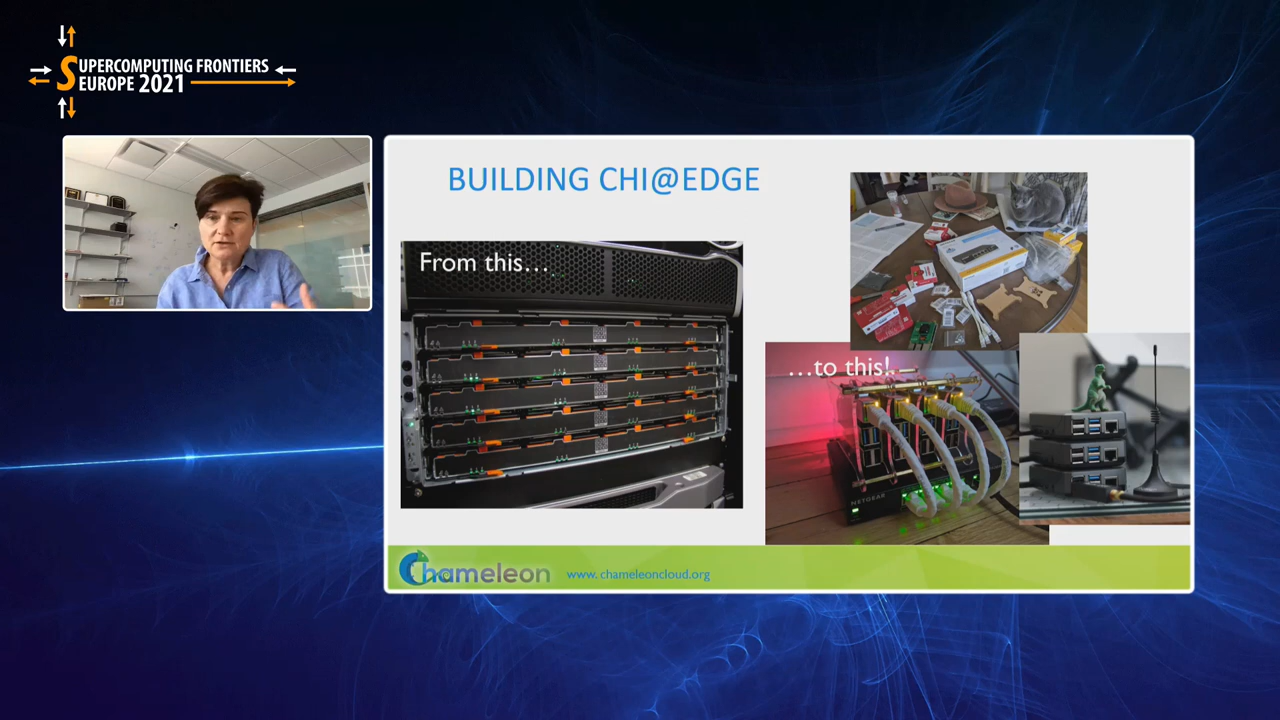 SUPERCOMPUTING FRONTIERS
EUROPE 2021
BUILDING CHI@EDGE
From this...
...to this!
NETGEAR
Chameleon
www.chameleoncloud.org